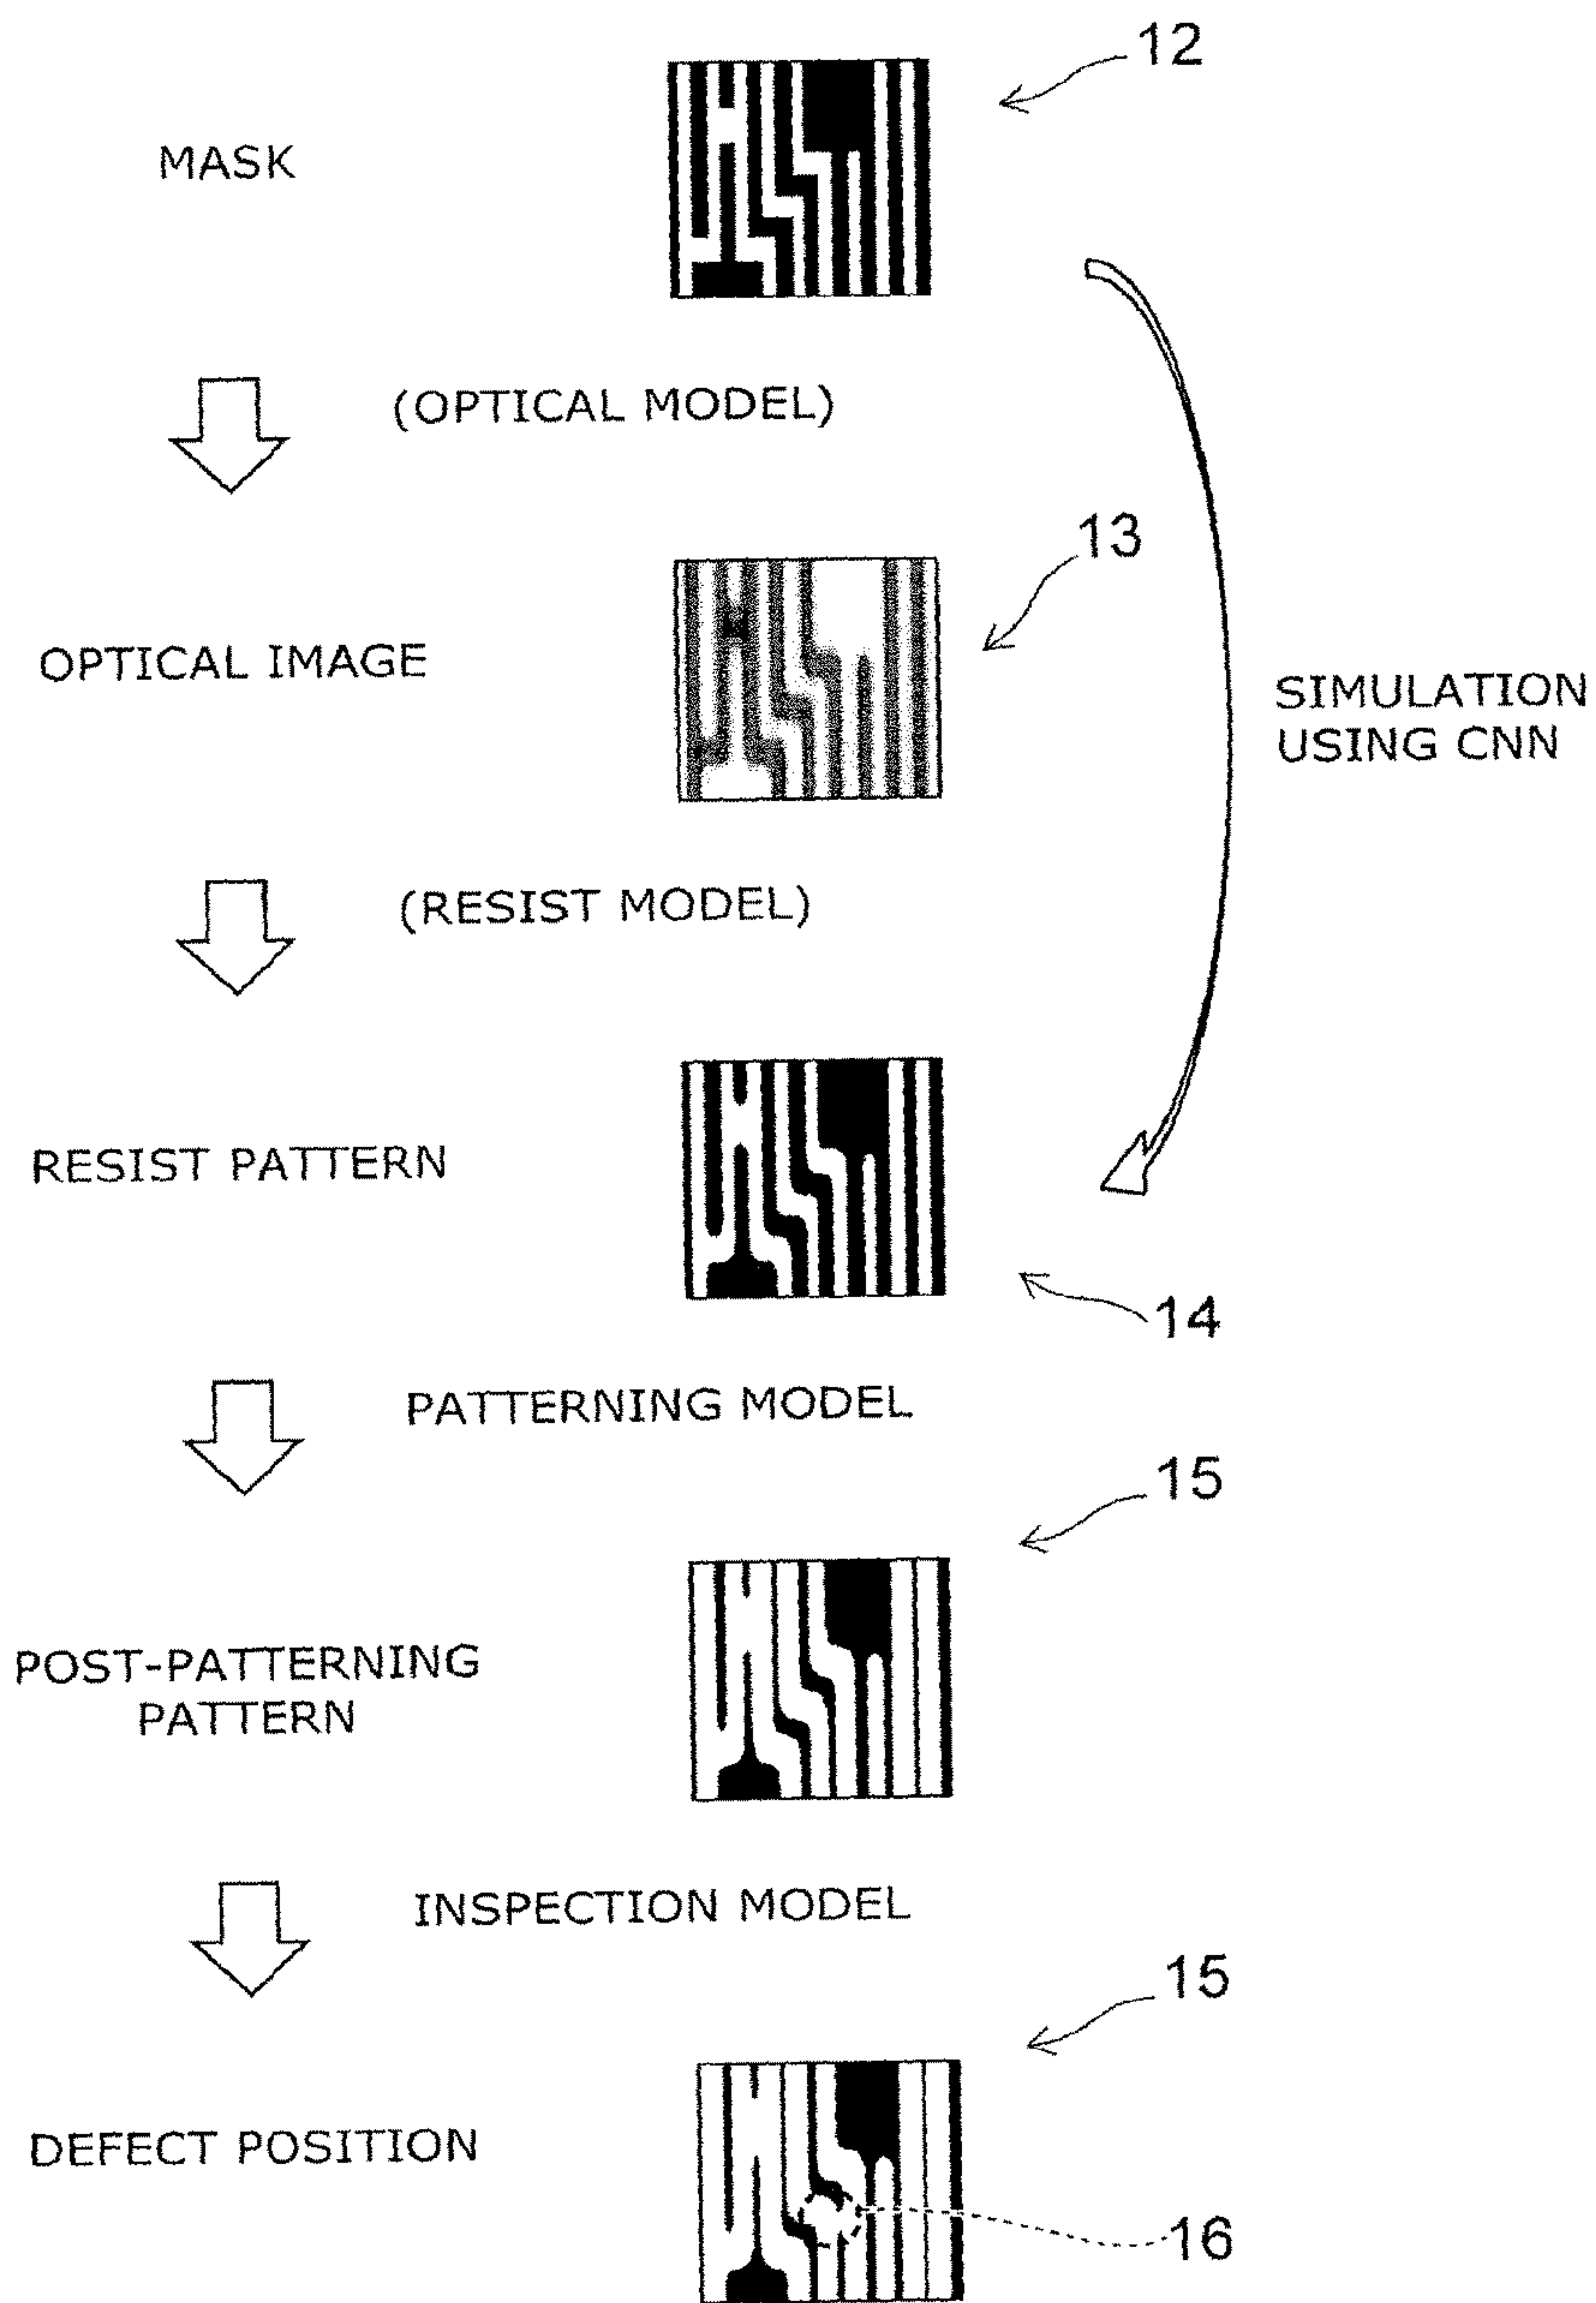 12
MASK
(OPTICAL MODEL)
13
OPTICAL IMAGE
SIMULATION
USING CNN
(RESIST MODEL)
RESIST PATTERN
14
PATTERNING MODEL
15
POST-PATTERNING
PATTERN
INSPECTION MODEL
15
DEFECT POSITION
16